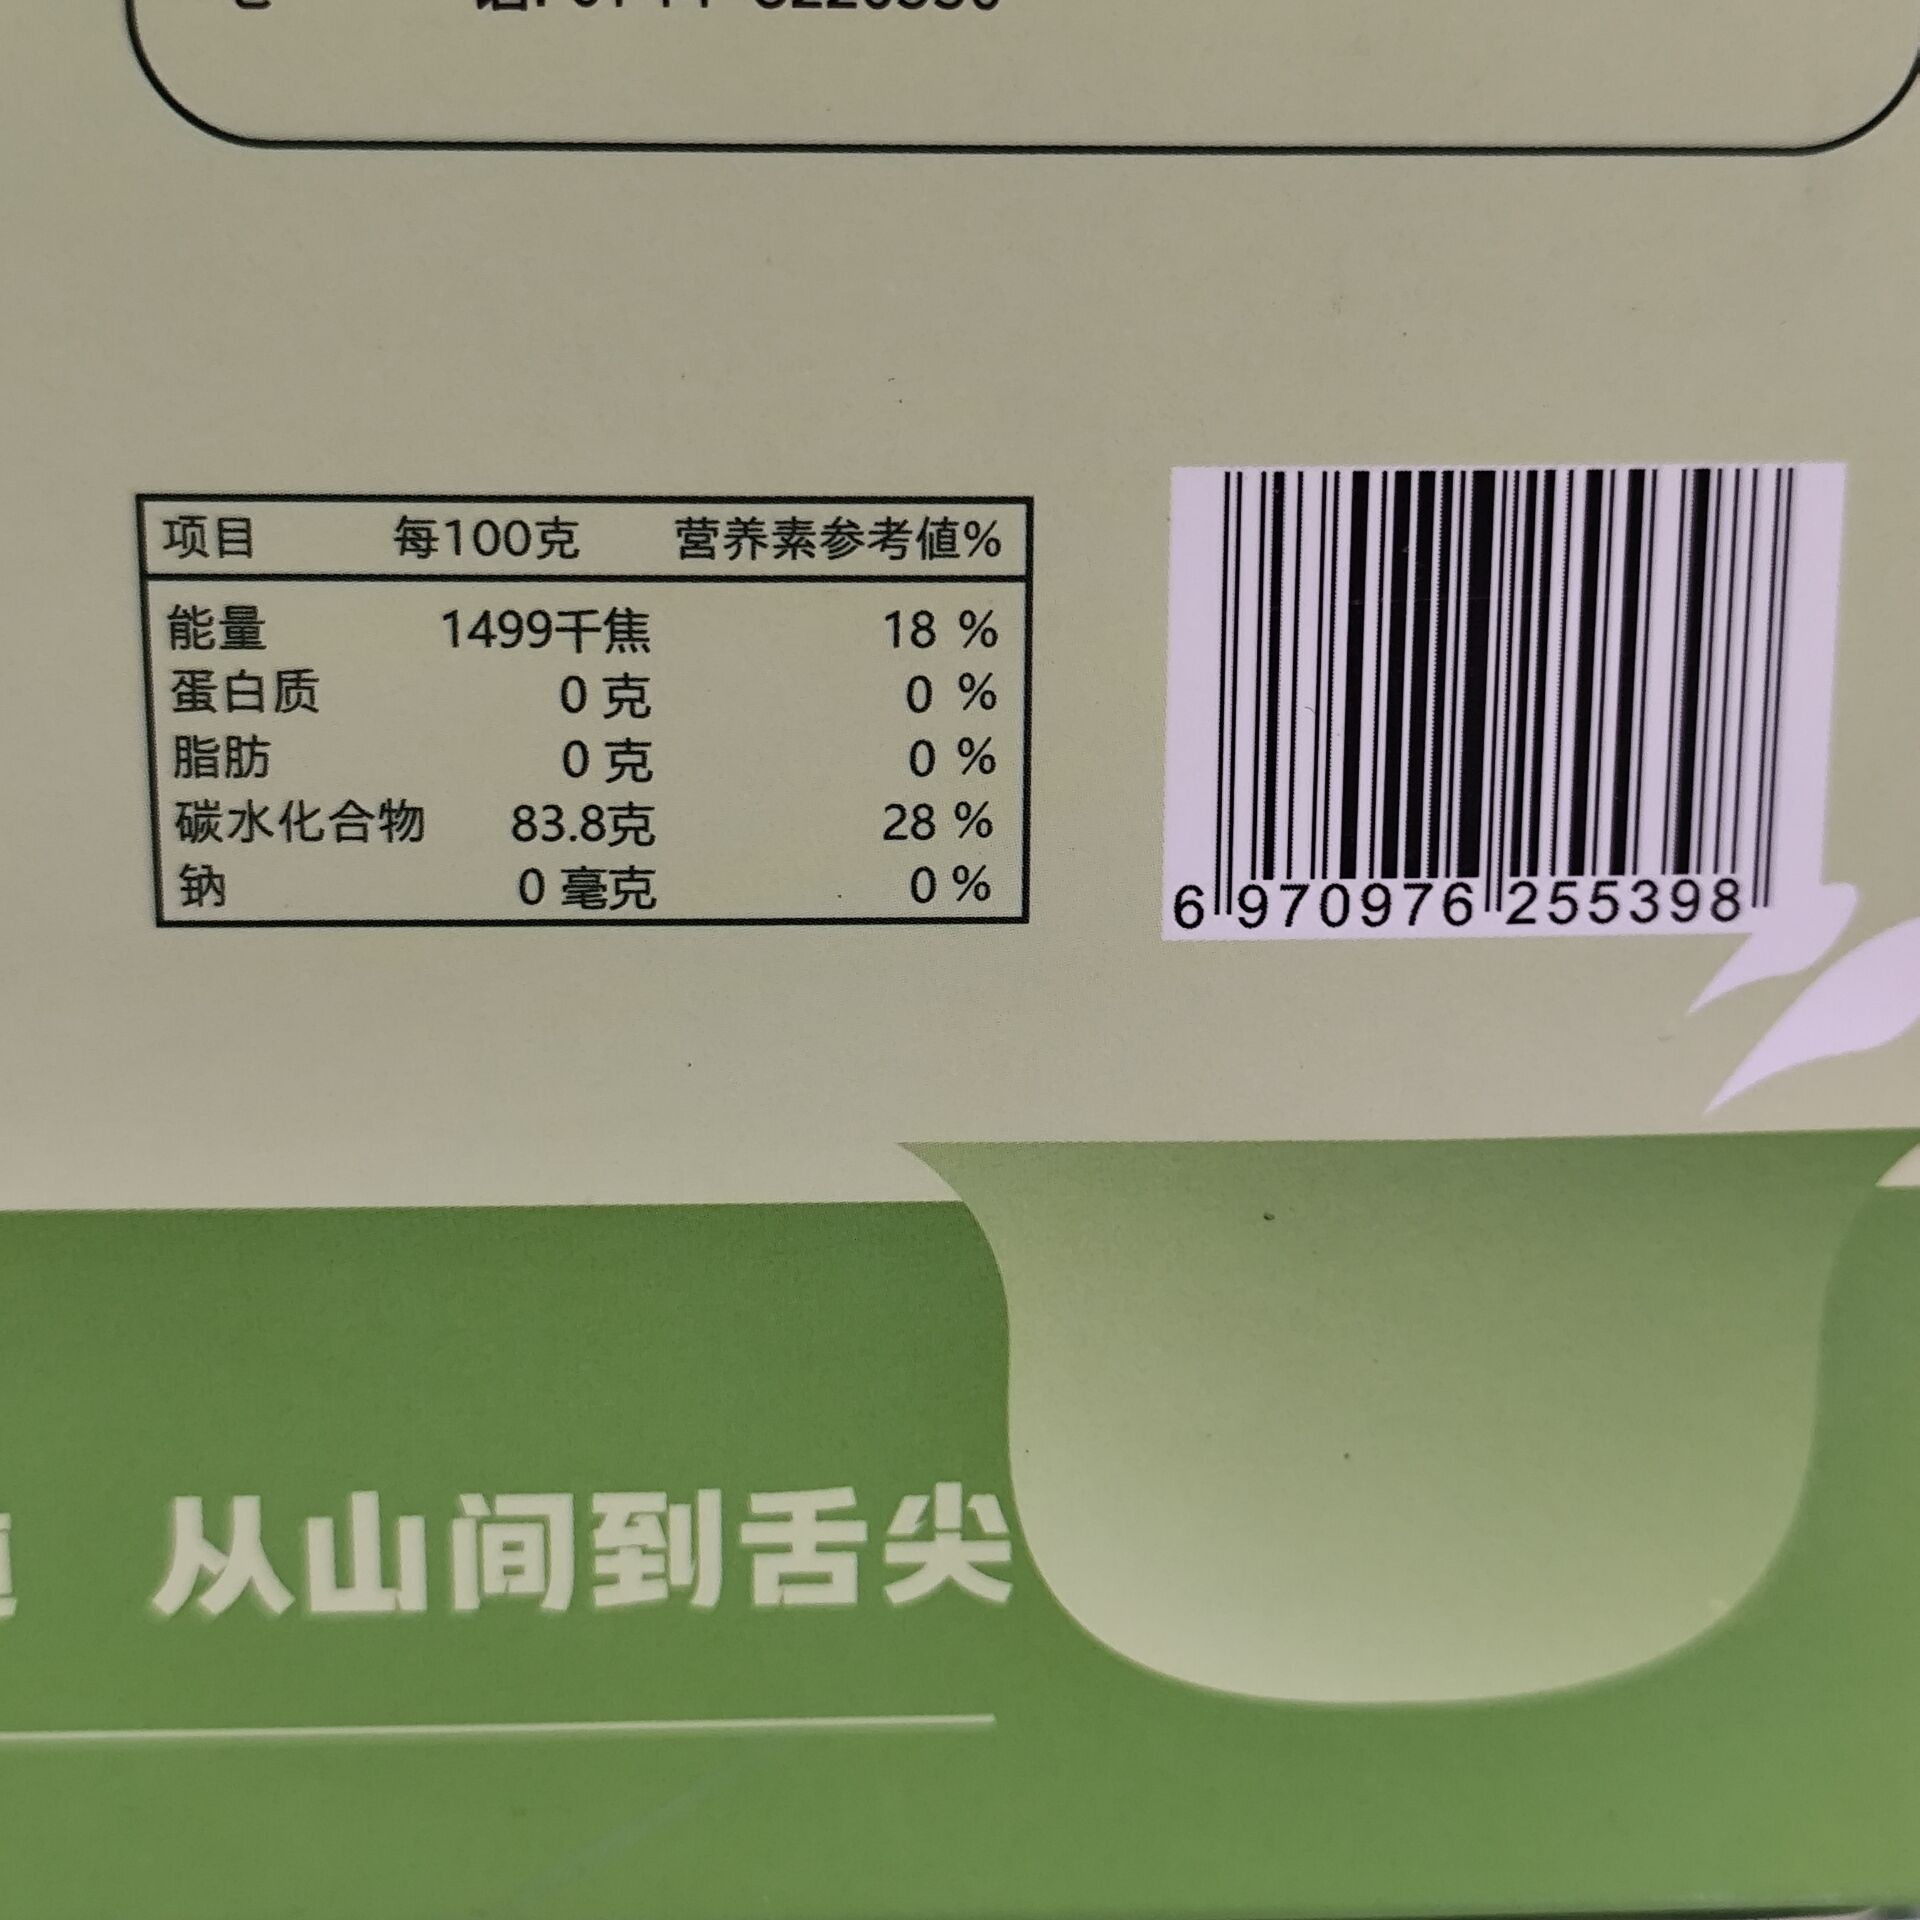 项目 每100克 营养素参考值%
能量 1499千焦 18 %
蛋白质 0 克 0 %
脂肪 0 克 0 %
碳水化合物 83.8克 28 %
钠 0 毫克 0 %
6 970976 255398
从山间到舌尖